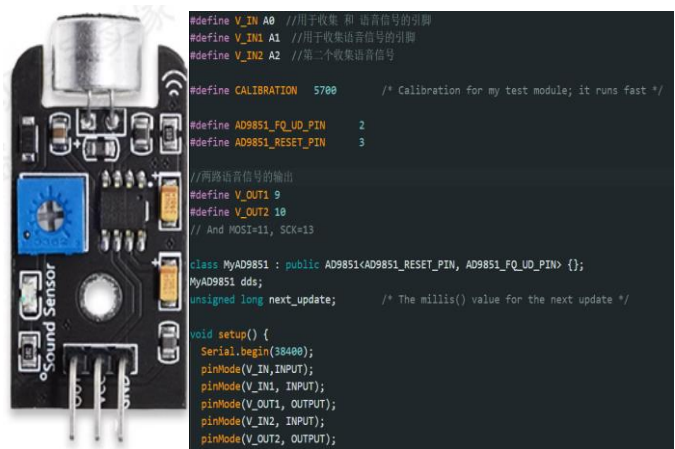 Sound Sensor
OUT
VCC
GND
#define V_IN A0 //用于收集 和 语音信号的引脚
#define V_IN1 A1 //用于收集语音信号的引脚
#define V_IN2 A2 //第二个收集语音信号
#define CALIBRATION 5700 /* Calibration for my test module; it runs fast */
#define AD9851_FQ_UD_PIN 2
#define AD9851_RESET_PIN 3
//两路语音信号的输出
#define V_OUT1 9
#define V_OUT2 10
// And MOSI=11, SCK=13
class MyAD9851 : public AD9851<AD9851_RESET_PIN, AD9851_FQ_UD_PIN> {};
MyAD9851 dds;
unsigned long next_update; /* The millis() value for the next update */
void setup() {
Serial.begin(38400);
pinMode(V_IN,INPUT);
pinMode(V_IN1, INPUT);
pinMode(V_OUT1, OUTPUT);
pinMode(V_IN2, INPUT);
pinMode(V_OUT2, OUTPUT);